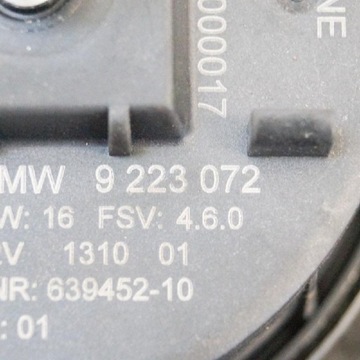 NE
000017
MW 9 223 072
W: 16 FSV: 4.6.0
V 1310 01
NR: 639452-10
: 01